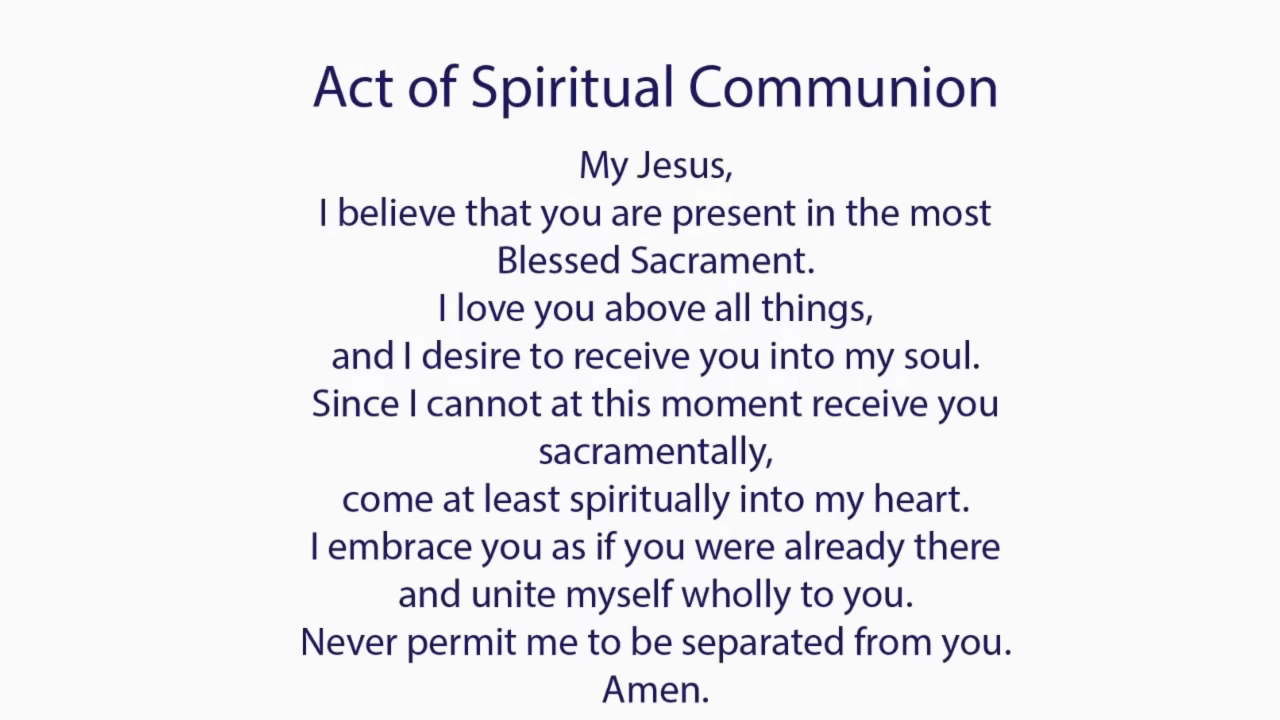 Act of Spiritual Communion
My Jesus,
I believe that you are present in the most
Blessed Sacrament.
I love you above all things,
and I desire to receive you into my soul.
Since I cannot at this moment receive you
sacramentally,
come at least spiritually into my heart.
I embrace you as if you were already there
and unite myself wholly to you.
Never permit me to be separated from you.
Amen.